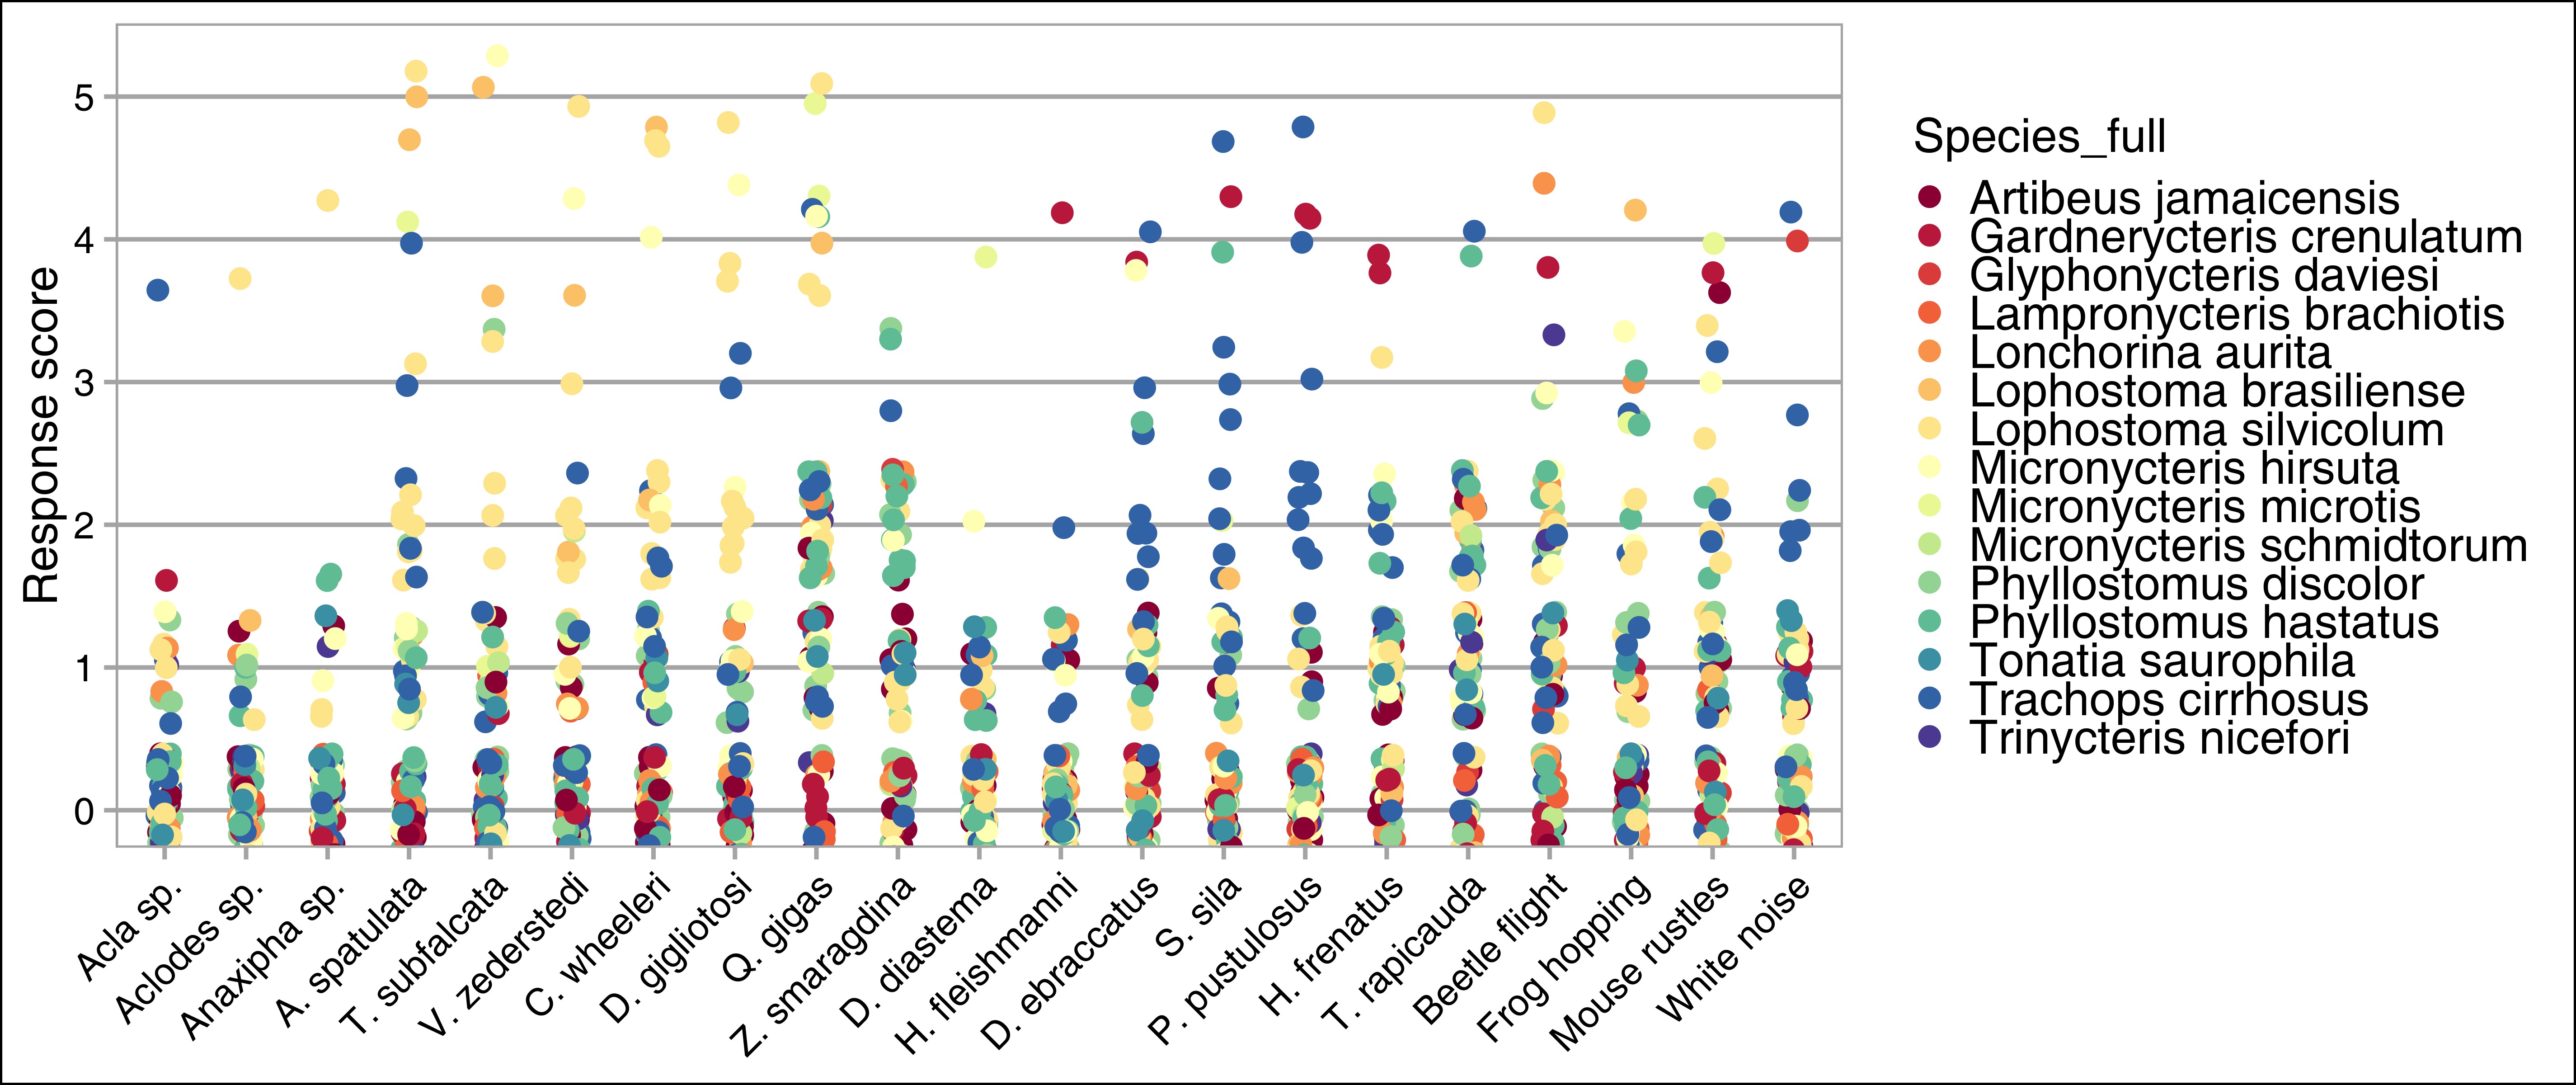 5
4
3
2
1
0
Response score
Acla sp.
Aclodes sp.
Anaxipha sp.
A. spatulata
T. subfalcata
V. zederstedi
C. wheeleri
D. gigliotosi
Q. gigas
Z. smaragdina
D. diastema
H. fleishmanni
D. ebraccatus
S. sila
P. pustulosus
H. frenatus
T. rapicauda
Beetle flight
Frog hopping
Mouse rustles
White noise
Species_full
Artibeus jamaicensis
Gardnerycteris crenulatum
Glyphonycteris daviesi
Lampronycteris brachiotis
Lonchorina aurita
Lophostoma brasiliense
Lophostoma silvicolum
Micronycteris hirsuta
Micronycteris microtis
Micronycteris schmidtorum
Phyllostomus discolor
Phyllostomus hastatus
Tonatia saurophila
Trachops cirrhosus
Trinycteris nicefori